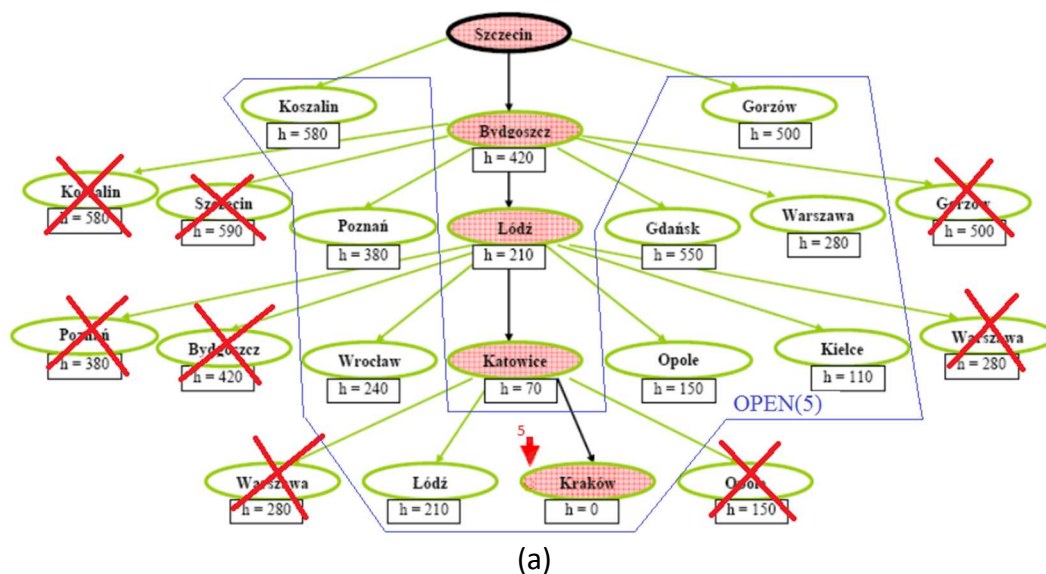 Szczecin
Koszalin
h = 580
Gorzów
h = 500
Bydgoszcz
h = 420
Koszalin
h = 580
Szczecin
h = 590
Poznań
h = 380
Łódź
h = 210
Gdańsk
h = 550
Warszawa
h = 280
Gorzów
h = 500
Poznań
h = 380
Bydgoszcz
h = 420
Wrocław
h = 240
Katowice
h = 70
Opole
h = 150
Kielce
h = 110
Warszawa
h = 280
OPEN(5)
5
Warszawa
h = 280
Łódź
h = 210
Kraków
h = 0
Opole
h = 150
(a)